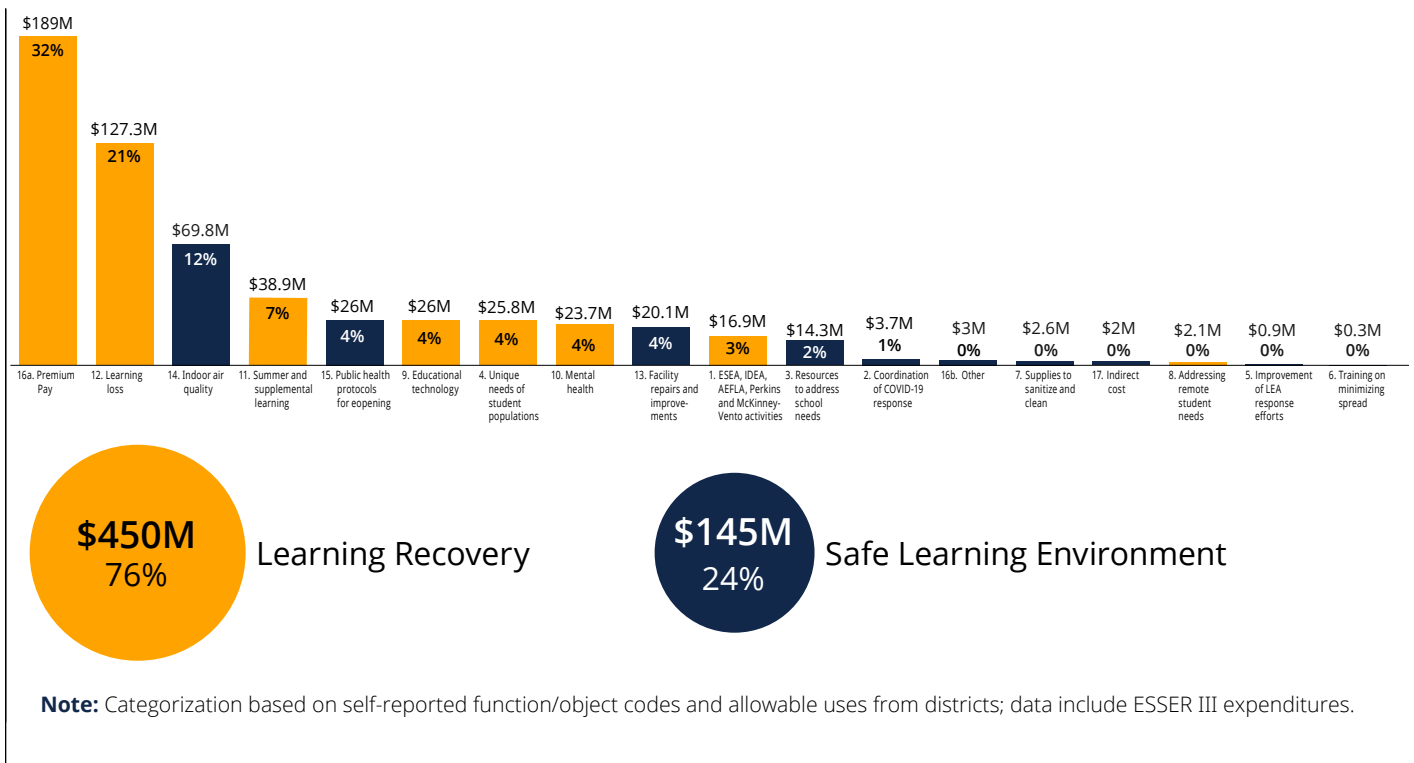 $189M
32%
$127.3M
21%
$69.8M
12%
$38.9M
7%
$26M
4%
$26M
4%
$25.8M
4%
$23.7M
4%
$20.1M
4%
$16.9M
3%
$14.3M
2%
$3.7M
1%
$3M
0%
$2.6M
0%
$2M
0%
$2.1M
0%
$0.9M
0%
$0.3M
0%
16a. Premium
Pay
12. Learning
loss
14. Indoor air
quality
11. Summer and
supplemental
learning
15. Public health
protocols
for eopening
9. Educational
technology
4. Unique
needs of
student
populations
10. Mental
health
13. Facility
repairs and
improve-
ments
1. ESEA, IDEA,
AEFLA, Perkins
and McKinney-
Vento activities
3. Resources
to address
school
needs
2. Coordination
of COVID-19
response
16b. Other
7. Supplies to
sanitize and
clean
17. Indirect
cost
8. Addressing
remote
student
needs
5. Improvement
of LEA
response
efforts
6. Training on
minimizing
spread
$450M
76%
Learning Recovery
$145M
24%
Safe Learning Environment
Note: Categorization based on self-reported function/object codes and allowable uses from districts; data include ESSER III expenditures.